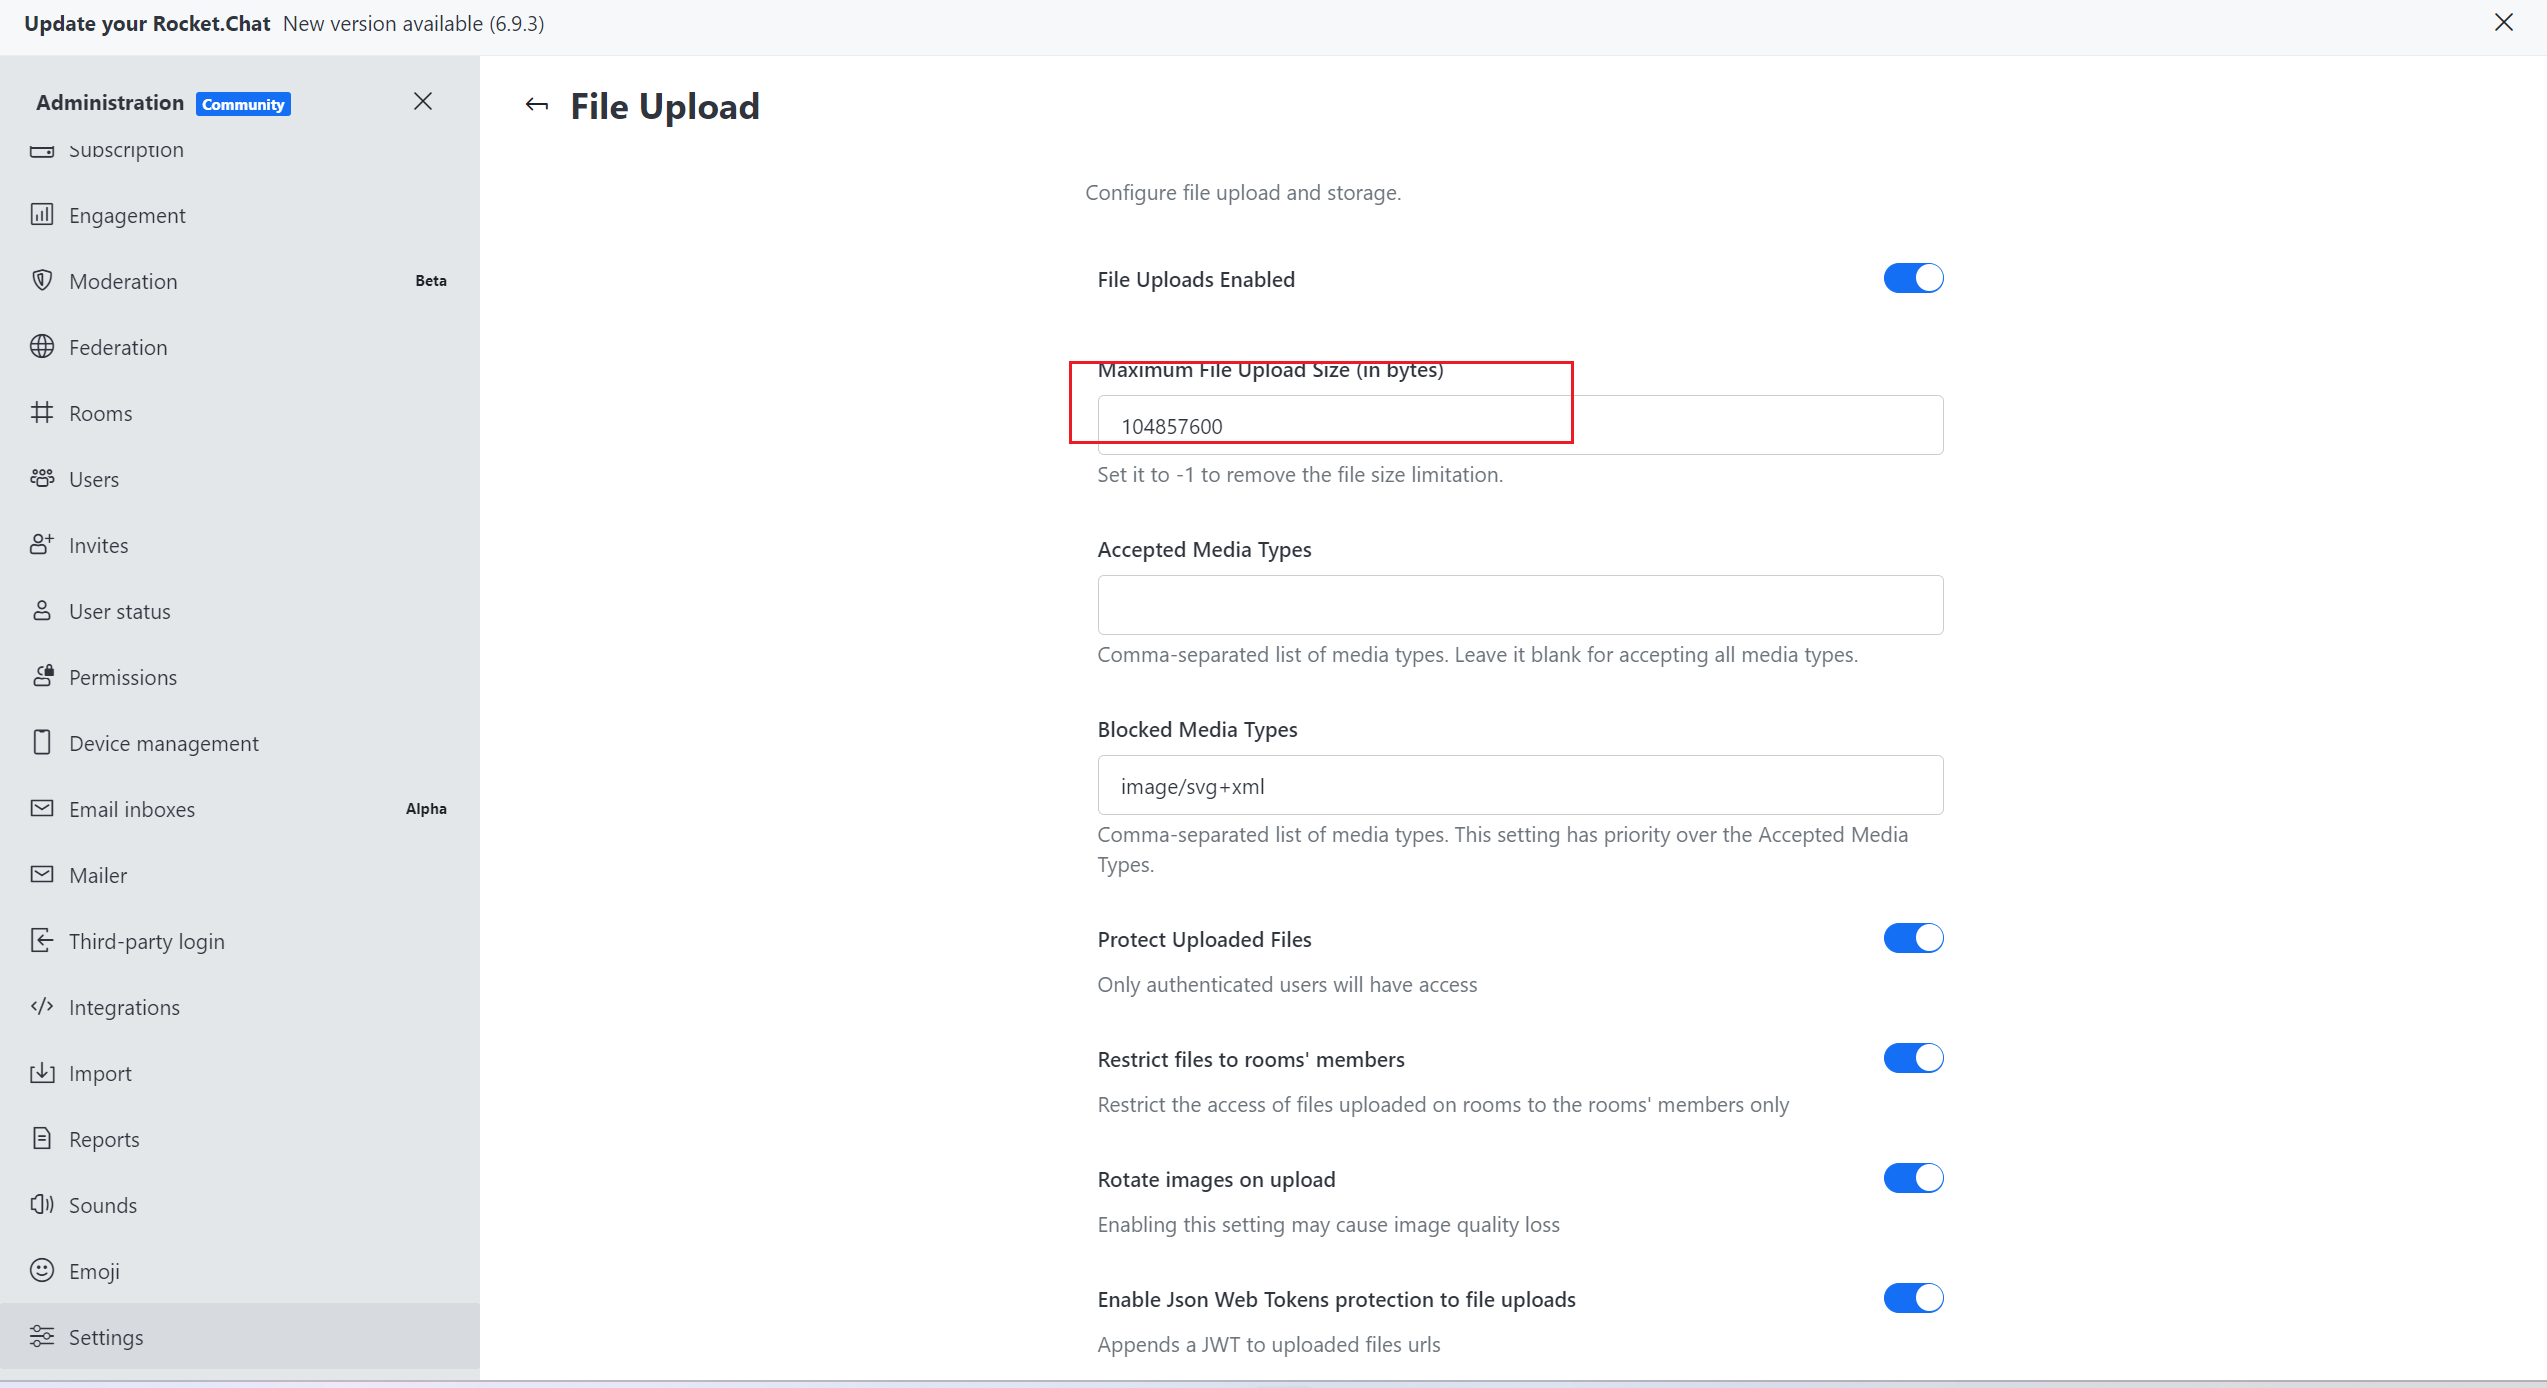 Update your Rocket.Chat New version available (6.9.3)
Administration Community
Subscription
Engagement
Moderation Beta
Federation
Rooms
Users
Invites
User status
Permissions
Device management
Email inboxes Alpha
Mailer
Third-party login
Integrations
Import
Reports
Sounds
Emoji
Settings
File Upload
Configure file upload and storage.
File Uploads Enabled
Maximum File Upload Size (in bytes)
104857600
Set it to -1 to remove the file size limitation.
Accepted Media Types
Comma-separated list of media types. Leave it blank for accepting all media types.
Blocked Media Types
image/svg+xml
Comma-separated list of media types. This setting has priority over the Accepted Media
Types.
Protect Uploaded Files
Only authenticated users will have access
Restrict files to rooms' members
Restrict the access of files uploaded on rooms to the rooms' members only
Rotate images on upload
Enabling this setting may cause image quality loss
Enable Json Web Tokens protection to file uploads
Appends a JWT to uploaded files urls